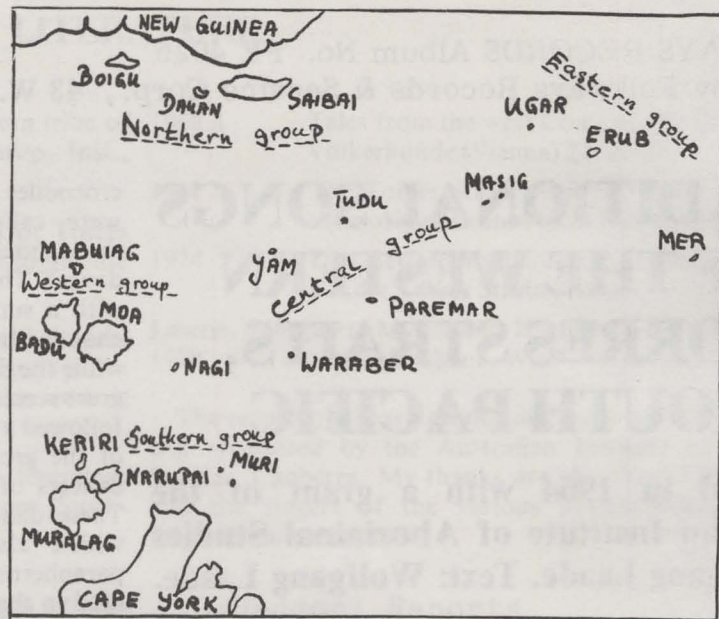 NEW GUINEA
BOIGU
DAUAN
SAIBAI
Northern group
Eastern group
UGAR
ERUB
MASIG
TUDU
MER
MABUIAG
YAM
Central group
Western group
MOA
PAREMAR
BADU
NAGI
WARABER
KERIRI
Southern group
NARUPAI
MURI
MURALAG
CAPE YORK